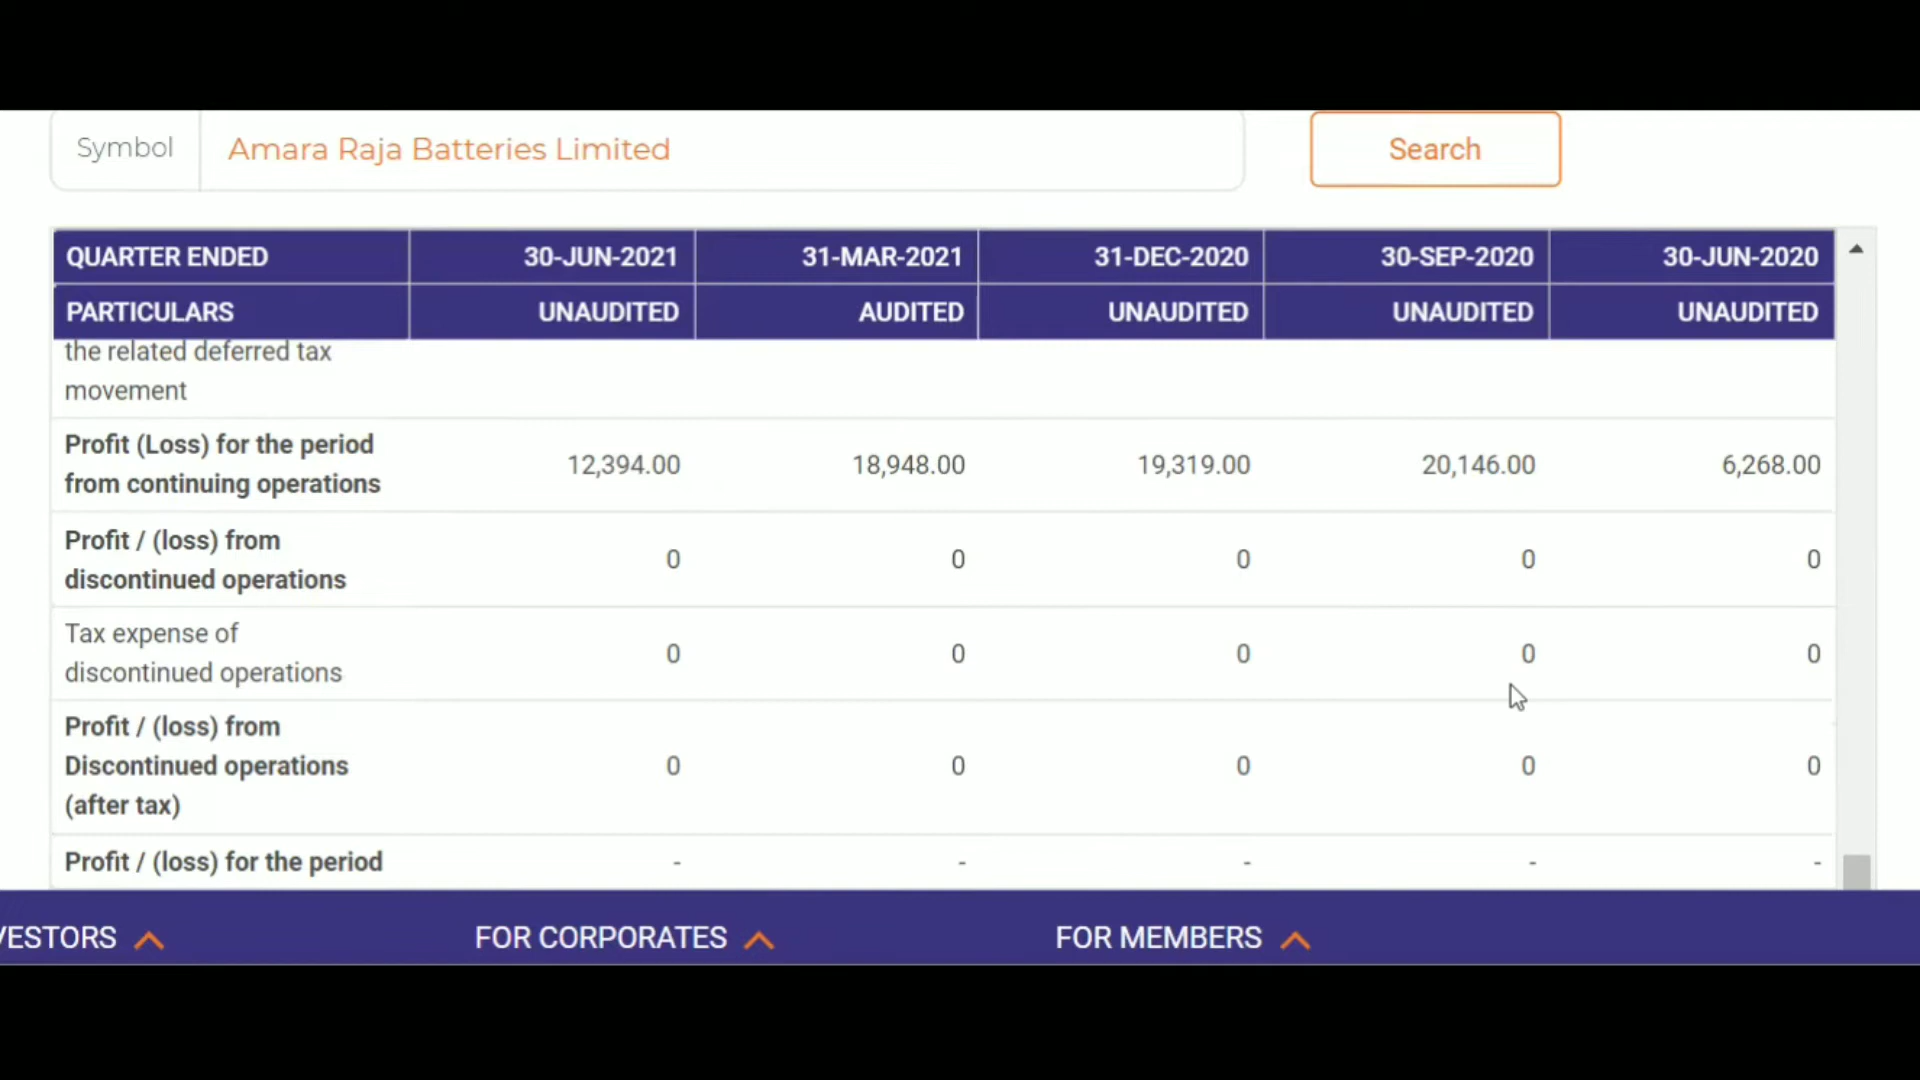 Symbol Amara Raja Batteries Limited Search
QUARTER ENDED 30-JUN-2021 31-MAR-2021 31-DEC-2020 30-SEP-2020 30-JUN-2020
PARTICULARS UNAUDITED AUDITED UNAUDITED UNAUDITED UNAUDITED
the related deferred tax
movement
Profit (Loss) for the period
from continuing operations 12,394.00 18,948.00 19,319.00 20,146.00 6,268.00
Profit / (loss) from
discontinued operations 0 0 0 0 0
Tax expense of
discontinued operations 0 0 0 0 0
Profit / (loss) from
Discontinued operations 0 0 0 0 0
(after tax)
Profit / (loss) for the period - - - - -
VESTORS FOR CORPORATES FOR MEMBERS